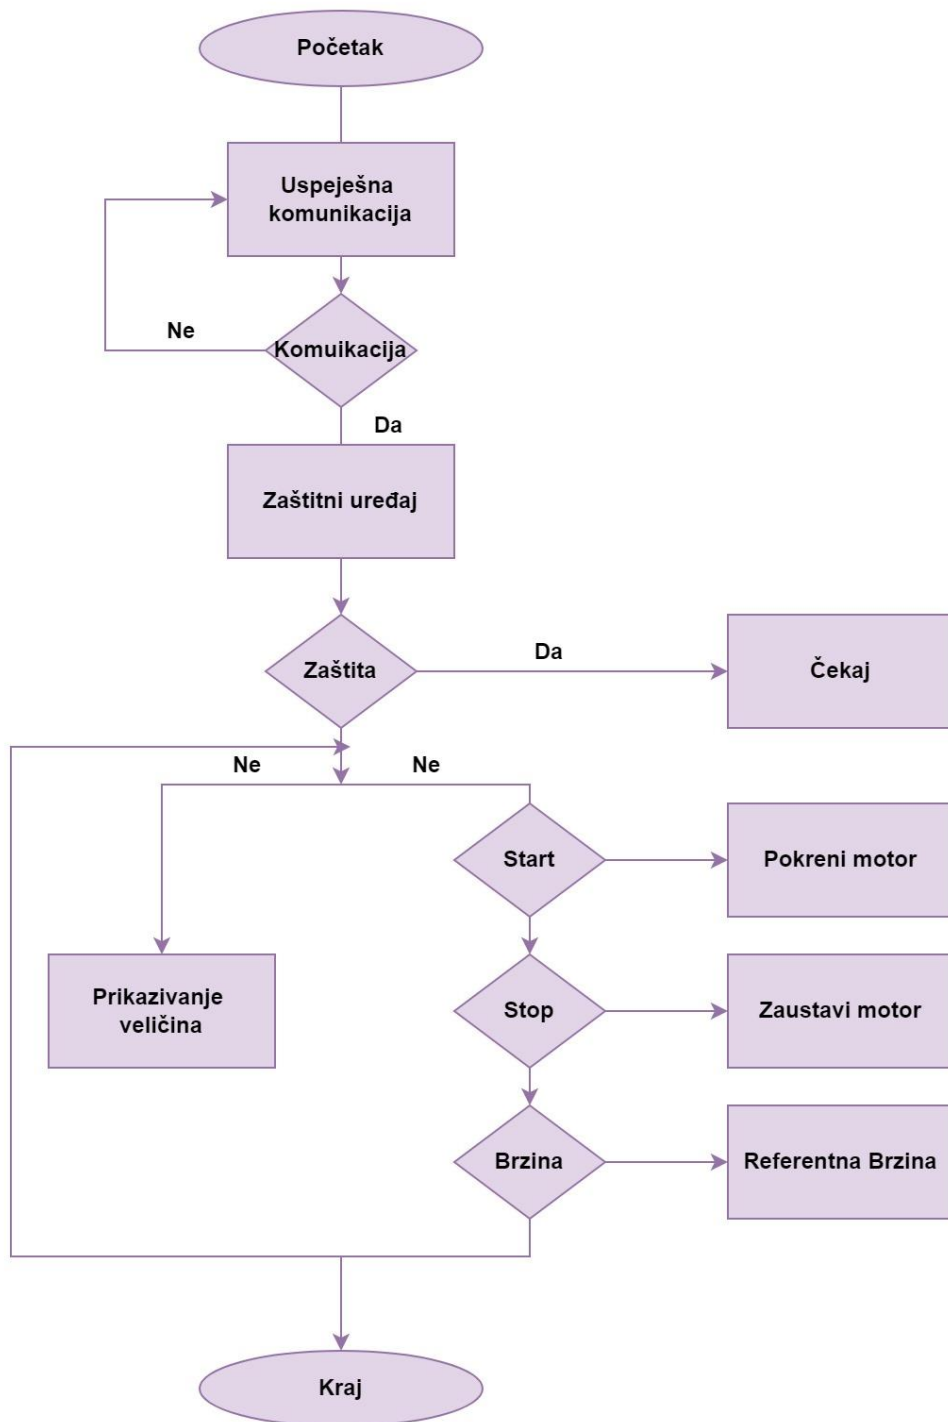 Početak
Uspeješna
komunikacija
Ne
Komuikacija
Da
Zaštitni uređaj
Zaštita
Da
Čekaj
Ne
Ne
Start
Pokreni motor
Prikazivanje
veličina
Stop
Zaustavi motor
Brzina
Referentna Brzina
Kraj